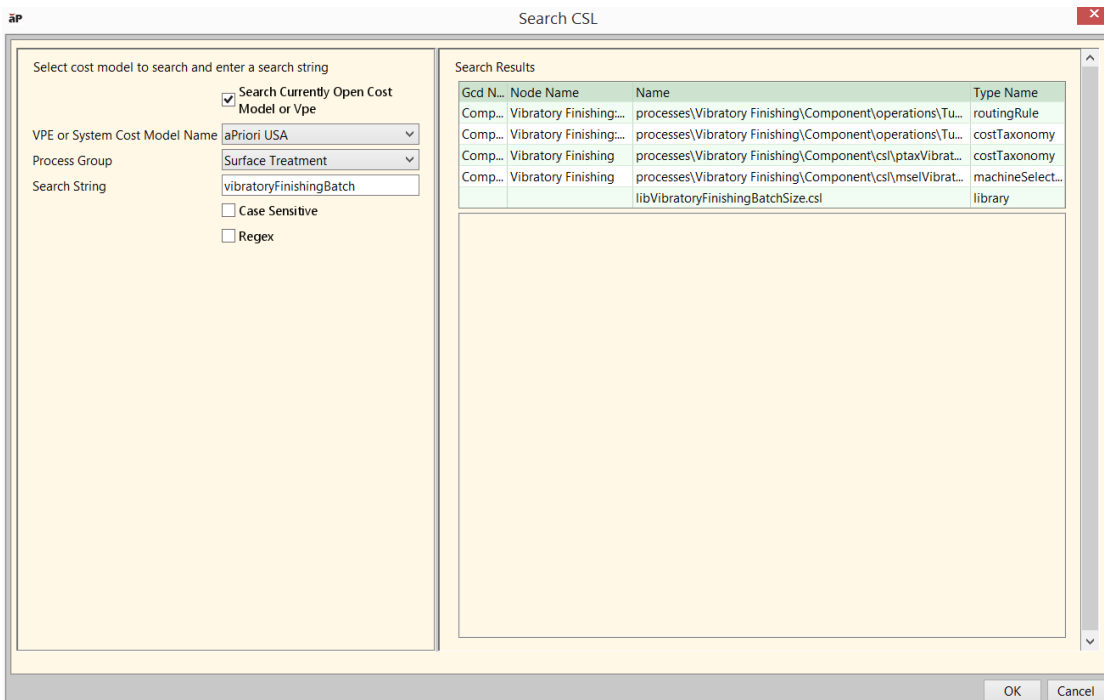 aP Search CSL
Select cost model to search and enter a search string
Search Currently Open Cost
Model or Vpe
VPE or System Cost Model Name aPriori USA
Process Group Surface Treatment
Search String vibratoryFinishingBatch
Case Sensitive
Regex
Search Results
Gcd N... Node Name Name Type Name
Comp... Vibratory Finishing:... processes\Vibratory Finishing\Component\operations\Tu... routingRule
Comp... Vibratory Finishing:... processes\Vibratory Finishing\Component\operations\Tu... costTaxonomy
Comp... Vibratory Finishing processes\Vibratory Finishing\Component\csl\ptaxVibrat... costTaxonomy
Comp... Vibratory Finishing processes\Vibratory Finishing\Component\csl\mselVibrat... machineSelect...
libVibratoryFinishingBatchSize.csl library
OK Cancel